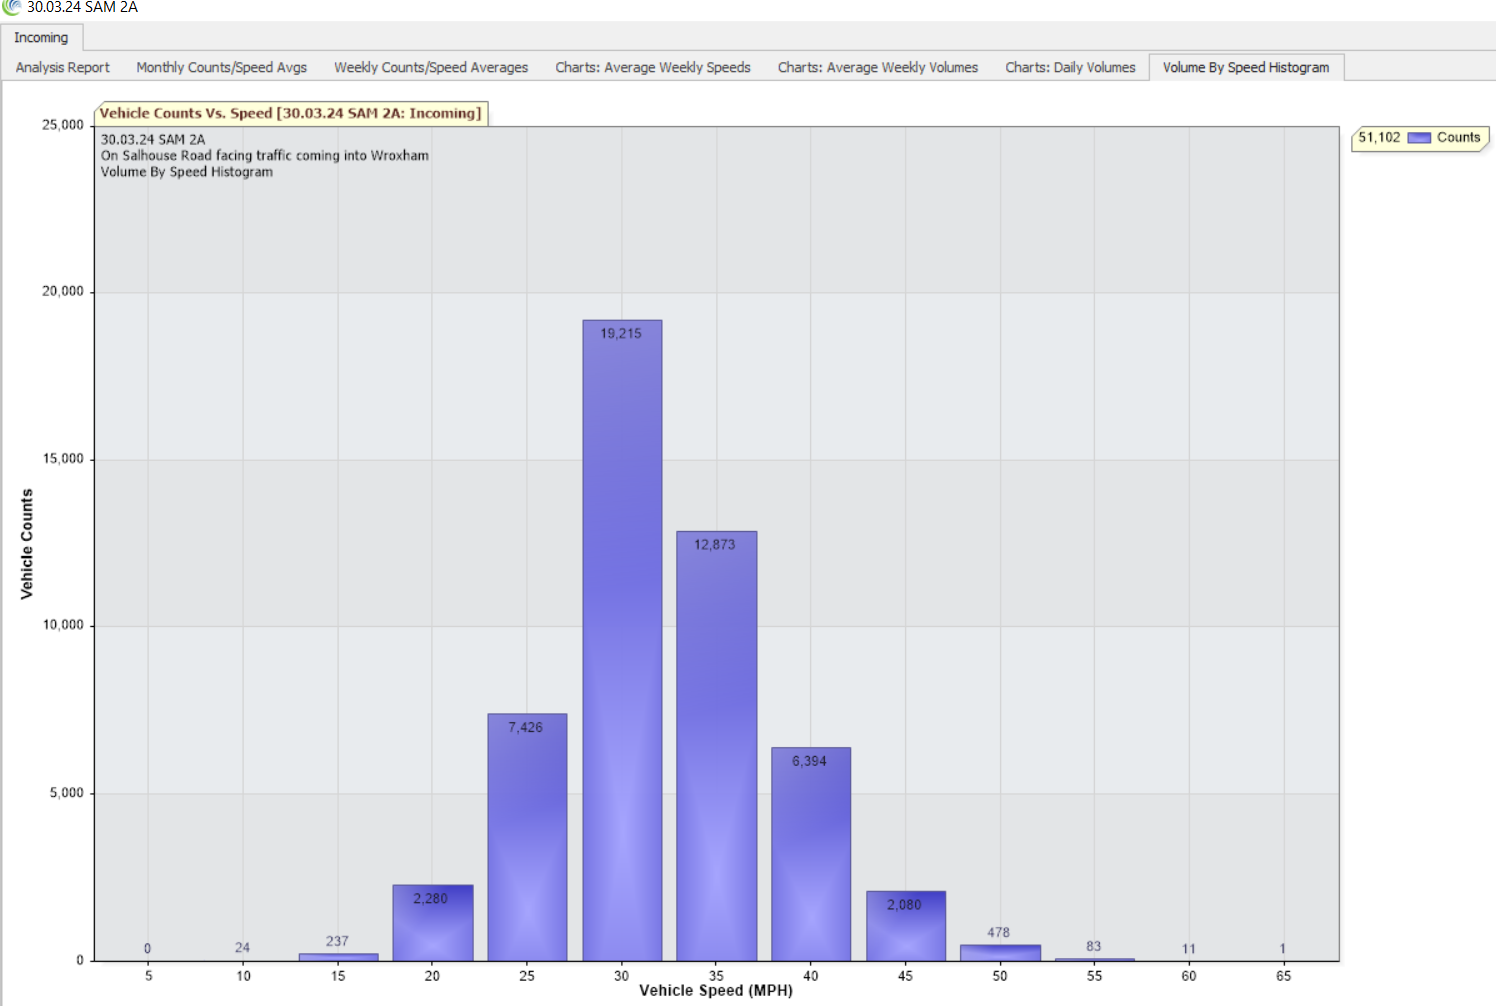 30.03.24 SAM 2A
Incoming
Analysis Report Monthly Counts/Speed Avgs Weekly Counts/Speed Averages Charts: Average Weekly Speeds Charts: Average Weekly Volumes Charts: Daily Volumes Volume By Speed Histogram
Vehicle Counts Vs. Speed [30.03.24 SAM 2A: Incoming]
30.03.24 SAM 2A
On Salhouse Road facing traffic coming into Wroxham
Volume By Speed Histogram
51,102 Counts
25,000
20,000
15,000
10,000
5,000
0
Vehicle Counts
0 24 237 2,280 7,426 19,215 12,873 6,394 2,080 478 83 11 1
5 10 15 20 25 30 35 40 45 50 55 60 65
Vehicle Speed (MPH)